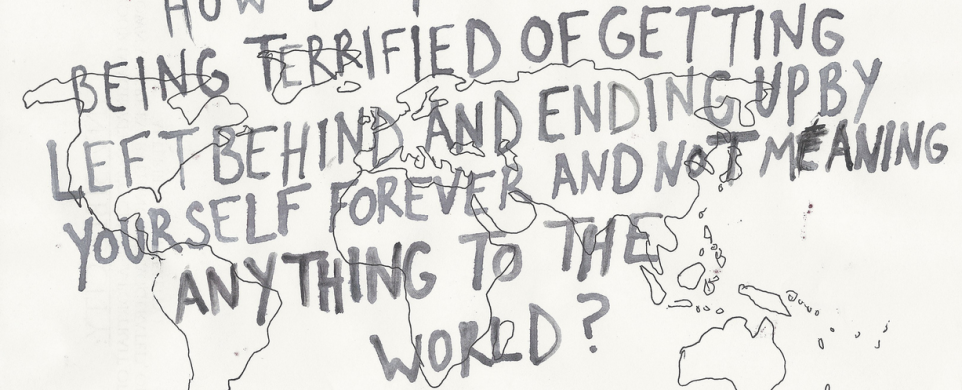 HOW
BEING TERRIFIED OF GETTING
LEFT BEHIND AND ENDING UP BY
YOURSELF FOREVER AND NOT MEANING
ANYTHING TO THE
WORLD?